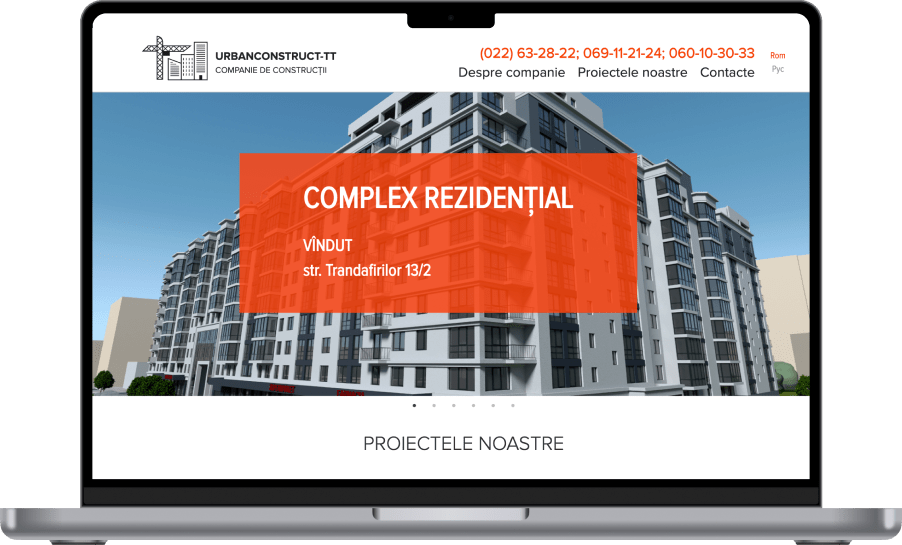 URBANCONSTRUCT-TT
COMPANIE DE CONSTRUCȚII
(022) 63-28-22; 069-11-21-24; 060-10-30-33
Despre companie Proiectele noastre Contacte
Rom
Рус
COMPLEX REZIDENȚIAL
VÎNDUT
str. Trandafirilor 13/2
PROIECTELE NOASTRE